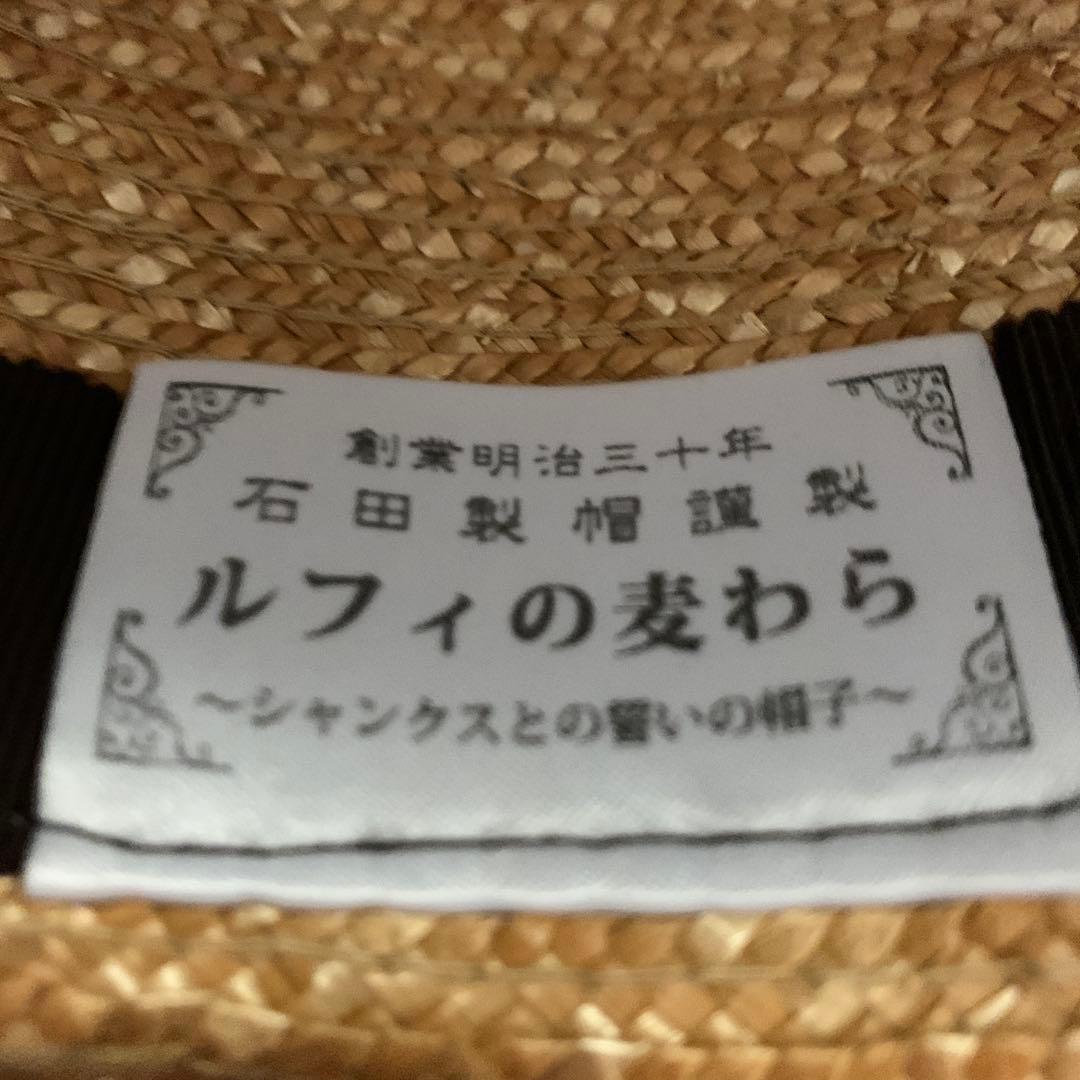 創業明治三十年
石田製帽謹製
ルフィの麦わら
~シャンクスとの誓いの帽子~